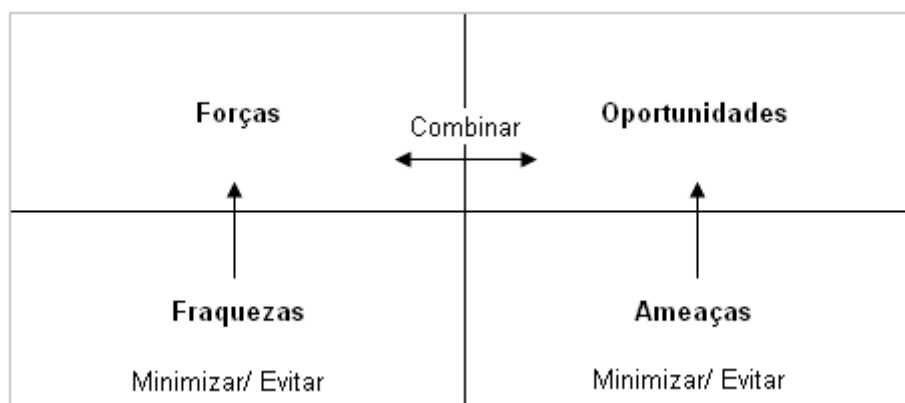 Forças
Combinar
Oportunidades
Fraquezas
Minimizar/ Evitar
Ameaças
Minimizar/ Evitar